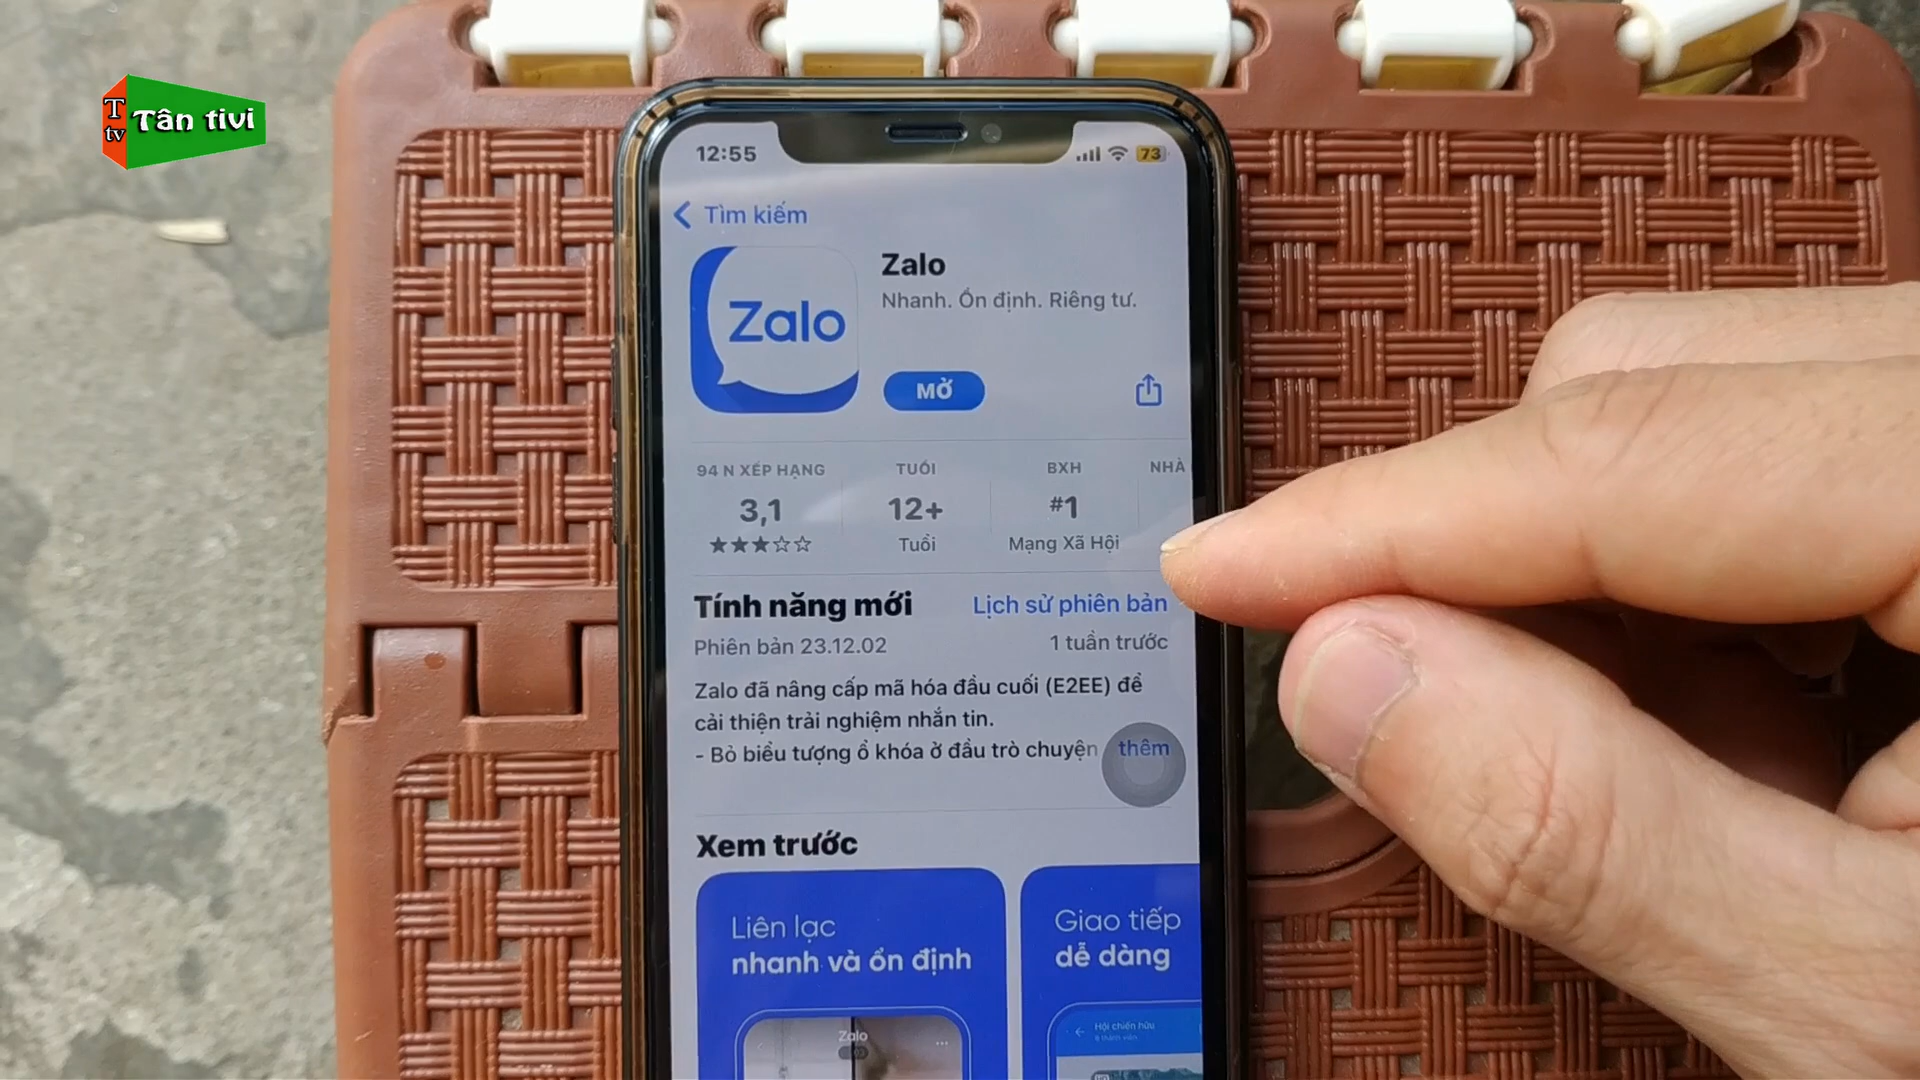 T
tv
Tân tivi
12:55
73
Tìm kiếm
Zalo
Zalo
Nhanh. Ổn định. Riêng tư.
MỞ
94 N XẾP HẠNG
TUỔI
BXH
NHÀ
3,1
12+
#1
★★★☆☆
Tuổi
Mạng Xã Hội
Tính năng mới
Lịch sử phiên bản
Phiên bản 23.12.02
1 tuần trước
Zalo đã nâng cấp mã hóa đầu cuối (E2EE) để
cải thiện trải nghiệm nhắn tin.
- Bỏ biểu tượng ổ khóa ở đầu trò chuyện
thêm
Xem trước
Liên lạc
nhanh và ổn định
Giao tiếp
dễ dàng
Zalo
Hội chiến hữu